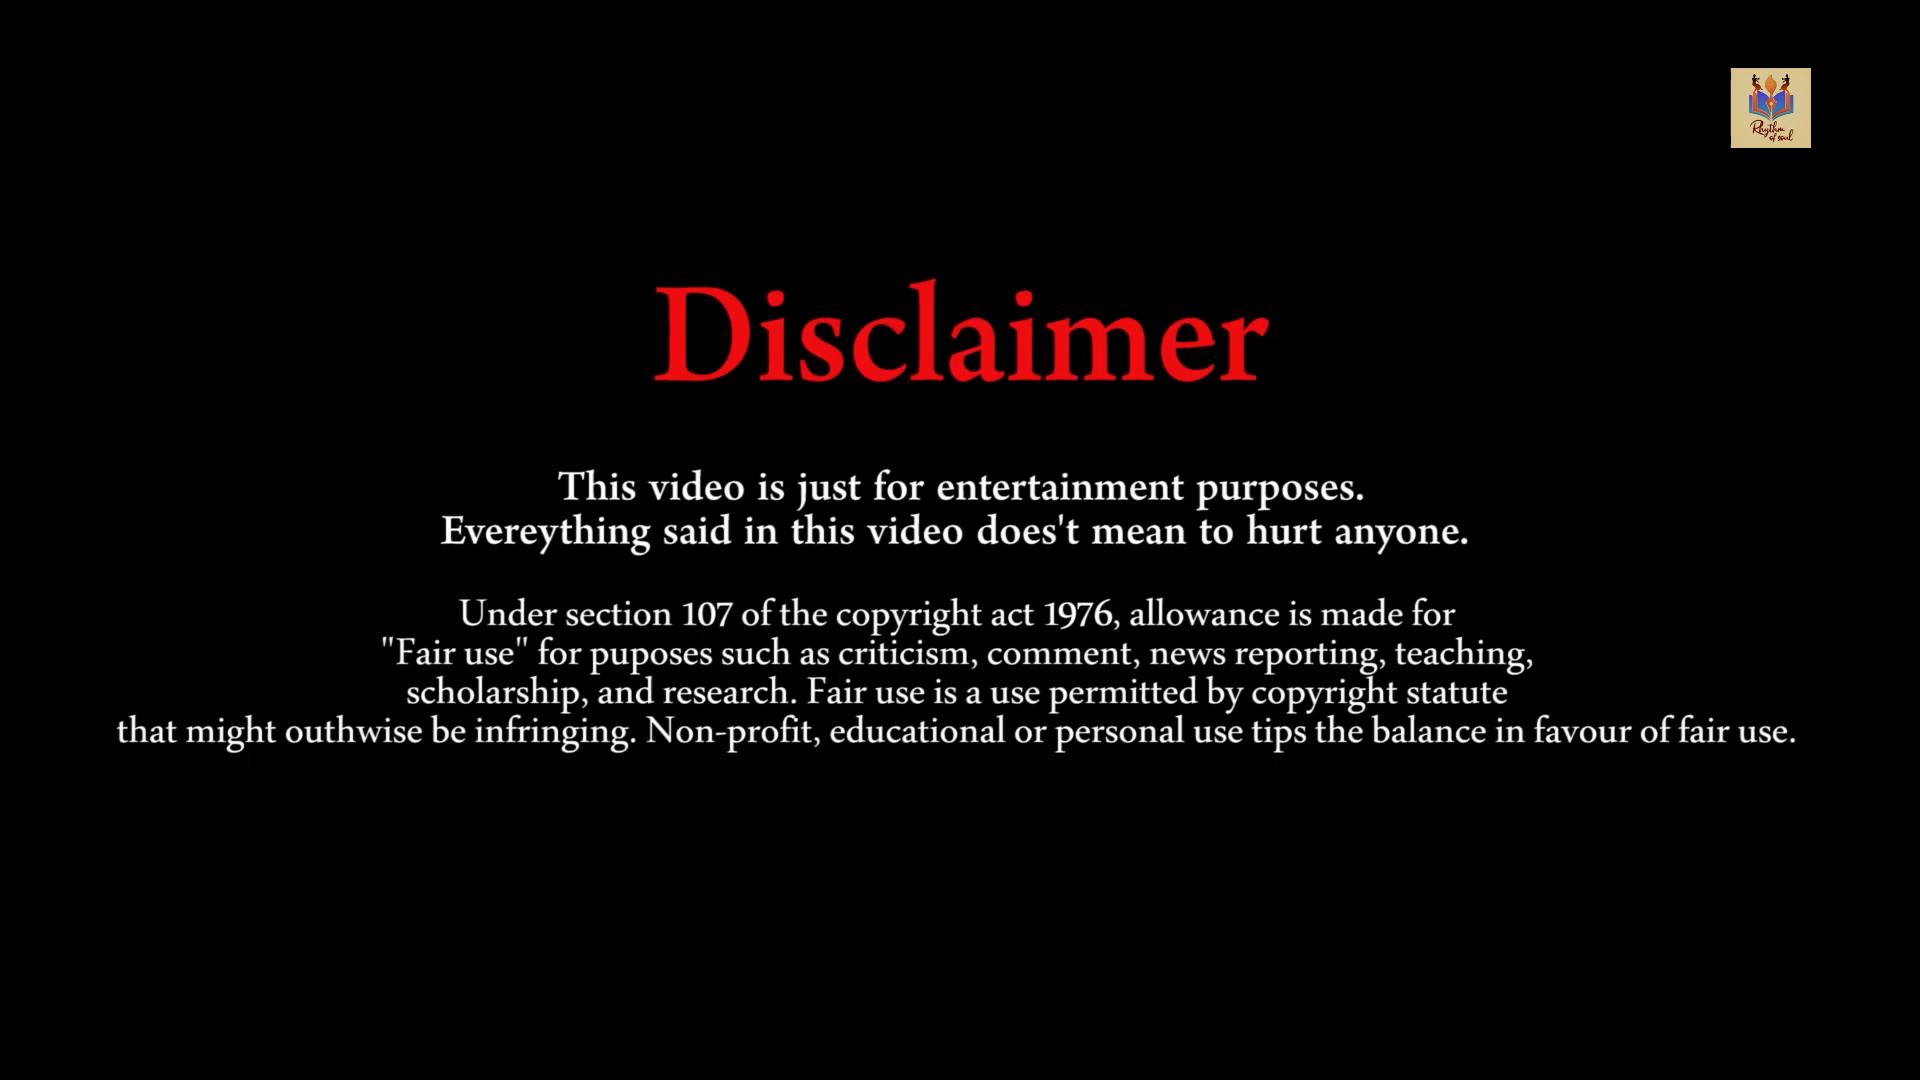 Rhythm
of soul
Disclaimer
This video is just for entertainment purposes.
Evereything said in this video does't mean to hurt anyone.
Under section 107 of the copyright act 1976, allowance is made for
"Fair use" for puposes such as criticism, comment, news reporting, teaching,
scholarship, and research. Fair use is a use permitted by copyright statute
that might outhwise be infringing. Non-profit, educational or personal use tips the balance in favour of fair use.